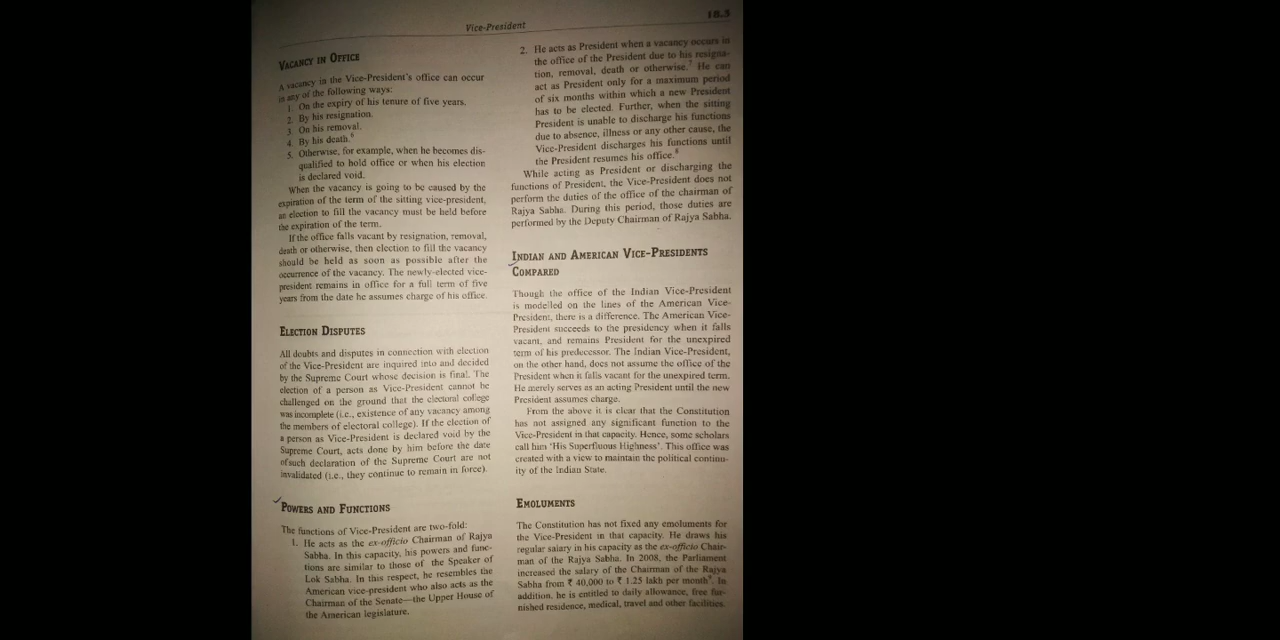 Vice-President
18.5
VACANCY IN OFFICE
A vacancy in the Vice-President's office can occur
in any of the following ways:
1. On the expiry of his tenure of five years.
2. By his resignation.
3. On his removal.
4. By his death.6
5. Otherwise, for example, when he becomes dis-
qualified to hold office or when his election
is declared void.
When the vacancy is going to be caused by the
expiration of the term of the sitting vice-president,
an election to fill the vacancy must be held before
the expiration of the term.
If the office falls vacant by resignation, removal,
death or otherwise, then election to fill the vacancy
should be held as soon as possible after the
occurrence of the vacancy. The newly-elected vice-
president remains in office for a full term of five
years from the date he assumes charge of his office.
ELECTION DISPUTES
All doubts and disputes in connection with election
of the Vice-President are inquired into and decided
by the Supreme Court whose decision is final. The
election of a person as Vice-President cannot be
challenged on the ground that the electoral college
was incomplete (i.e., existence of any vacancy among
the members of electoral college). If the election of
a person as Vice-President is declared void by the
Supreme Court, acts done by him before the date
of such declaration of the Supreme Court are not
invalidated (i.e., they continue to remain in force).
POWERS AND FUNCTIONS
The functions of Vice-President are two-fold:
1. He acts as the ex-officio Chairman of Rajya
Sabha. In this capacity, his powers and func-
tions are similar to those of the Speaker of
Lok Sabha. In this respect, he resembles the
American vice-president who also acts as the
Chairman of the Senate—the Upper House of
the American legislature.
2. He acts as President when a vacancy occurs in
the office of the President due to his resigna-
tion, removal, death or otherwise.7 He can
act as President only for a maximum period
of six months within which a new President
has to be elected. Further, when the sitting
President is unable to discharge his functions
due to absence, illness or any other cause, the
Vice-President discharges his functions until
the President resumes his office.8
While acting as President or discharging the
functions of President, the Vice-President does not
perform the duties of the office of the chairman of
Rajya Sabha. During this period, those duties are
performed by the Deputy Chairman of Rajya Sabha.
INDIAN AND AMERICAN VICE-PRESIDENTS
COMPARED
Though the office of the Indian Vice-President
is modelled on the lines of the American Vice-
President, there is a difference. The American Vice-
President succeeds to the presidency when it falls
vacant, and remains President for the unexpired
term of his predecessor. The Indian Vice-President,
on the other hand, does not assume the office of the
President when it falls vacant for the unexpired term.
He merely serves as an acting President until the new
President assumes charge.
From the above it is clear that the Constitution
has not assigned any significant function to the
Vice-President in that capacity. Hence, some scholars
call him 'His Superfluous Highness'. This office was
created with a view to maintain the political continu-
ity of the Indian State.
EMOLUMENTS
The Constitution has not fixed any emoluments for
the Vice-President in that capacity. He draws his
regular salary in his capacity as the ex-officio Chair-
man of the Rajya Sabha. In 2008, the Parliament
increased the salary of the Chairman of the Rajya
Sabha from ₹ 40,000 to ₹ 1.25 lakh per month9. In
addition, he is entitled to daily allowance, free fur-
nished residence, medical, travel and other facilities.